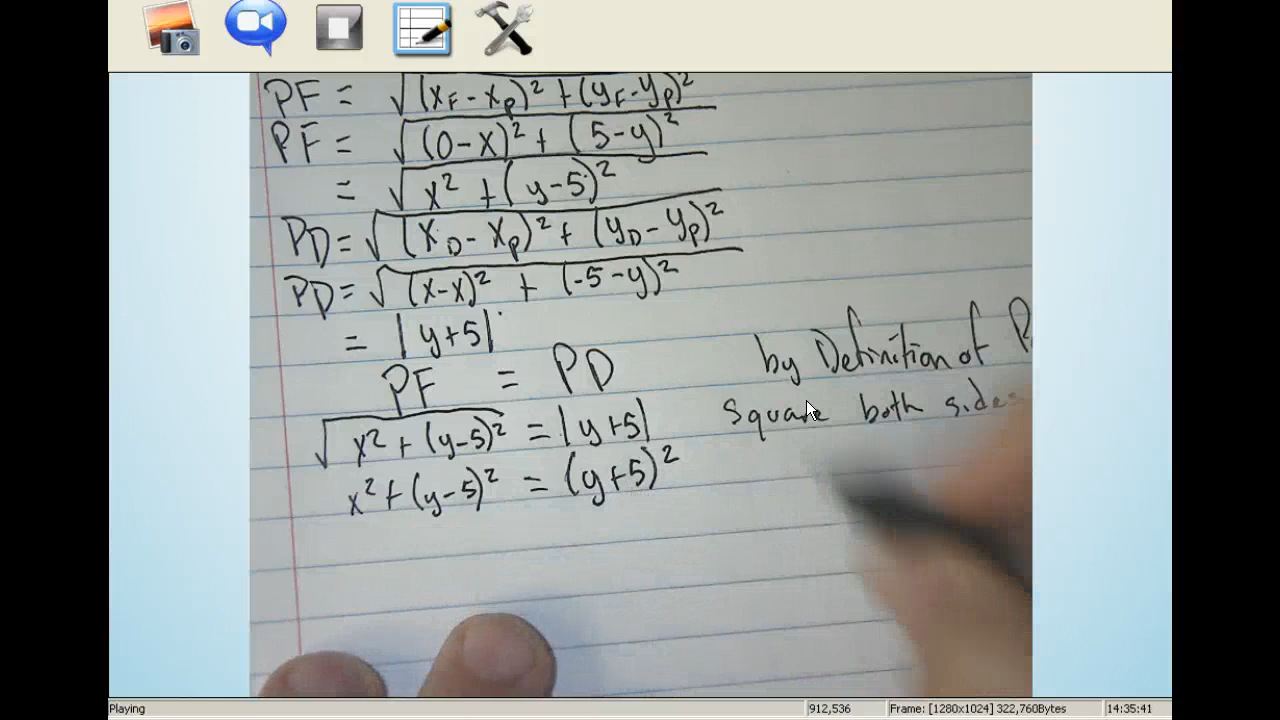 PF = √(x_F - x_P)² + (y_F - y_P)²
PF = √(0 - x)² + (5 - y)²
= √x² + (y - 5)²
PD = √(x_D - x_P)² + (y_D - y_P)²
PD = √(x - x)² + (-5 - y)²
= |y + 5|
PF = PD by Definition of
√x² + (y - 5)² = |y + 5| Square both sides
x² + (y - 5)² = (y + 5)²
Playing 912,536 Frame: [1280x1024] 322,760Bytes 14:35:41